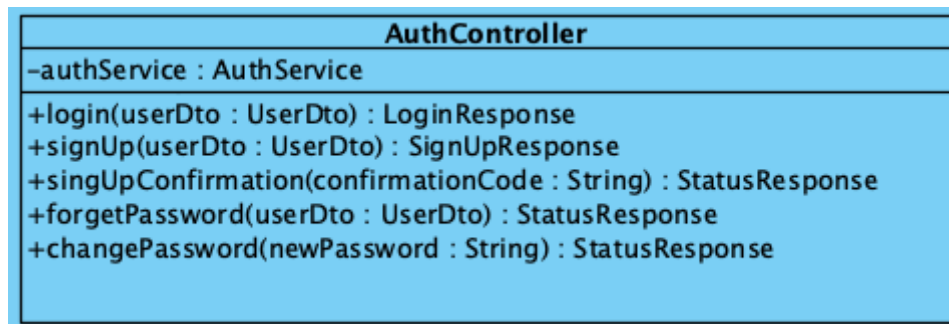 AuthController
-authService : AuthService
+login(userDto : UserDto) : LoginResponse
+signUp(userDto : UserDto) : SignUpResponse
+singUpConfirmation(confirmationCode : String) : StatusResponse
+forgetPassword(userDto : UserDto) : StatusResponse
+changePassword(newPassword : String) : StatusResponse